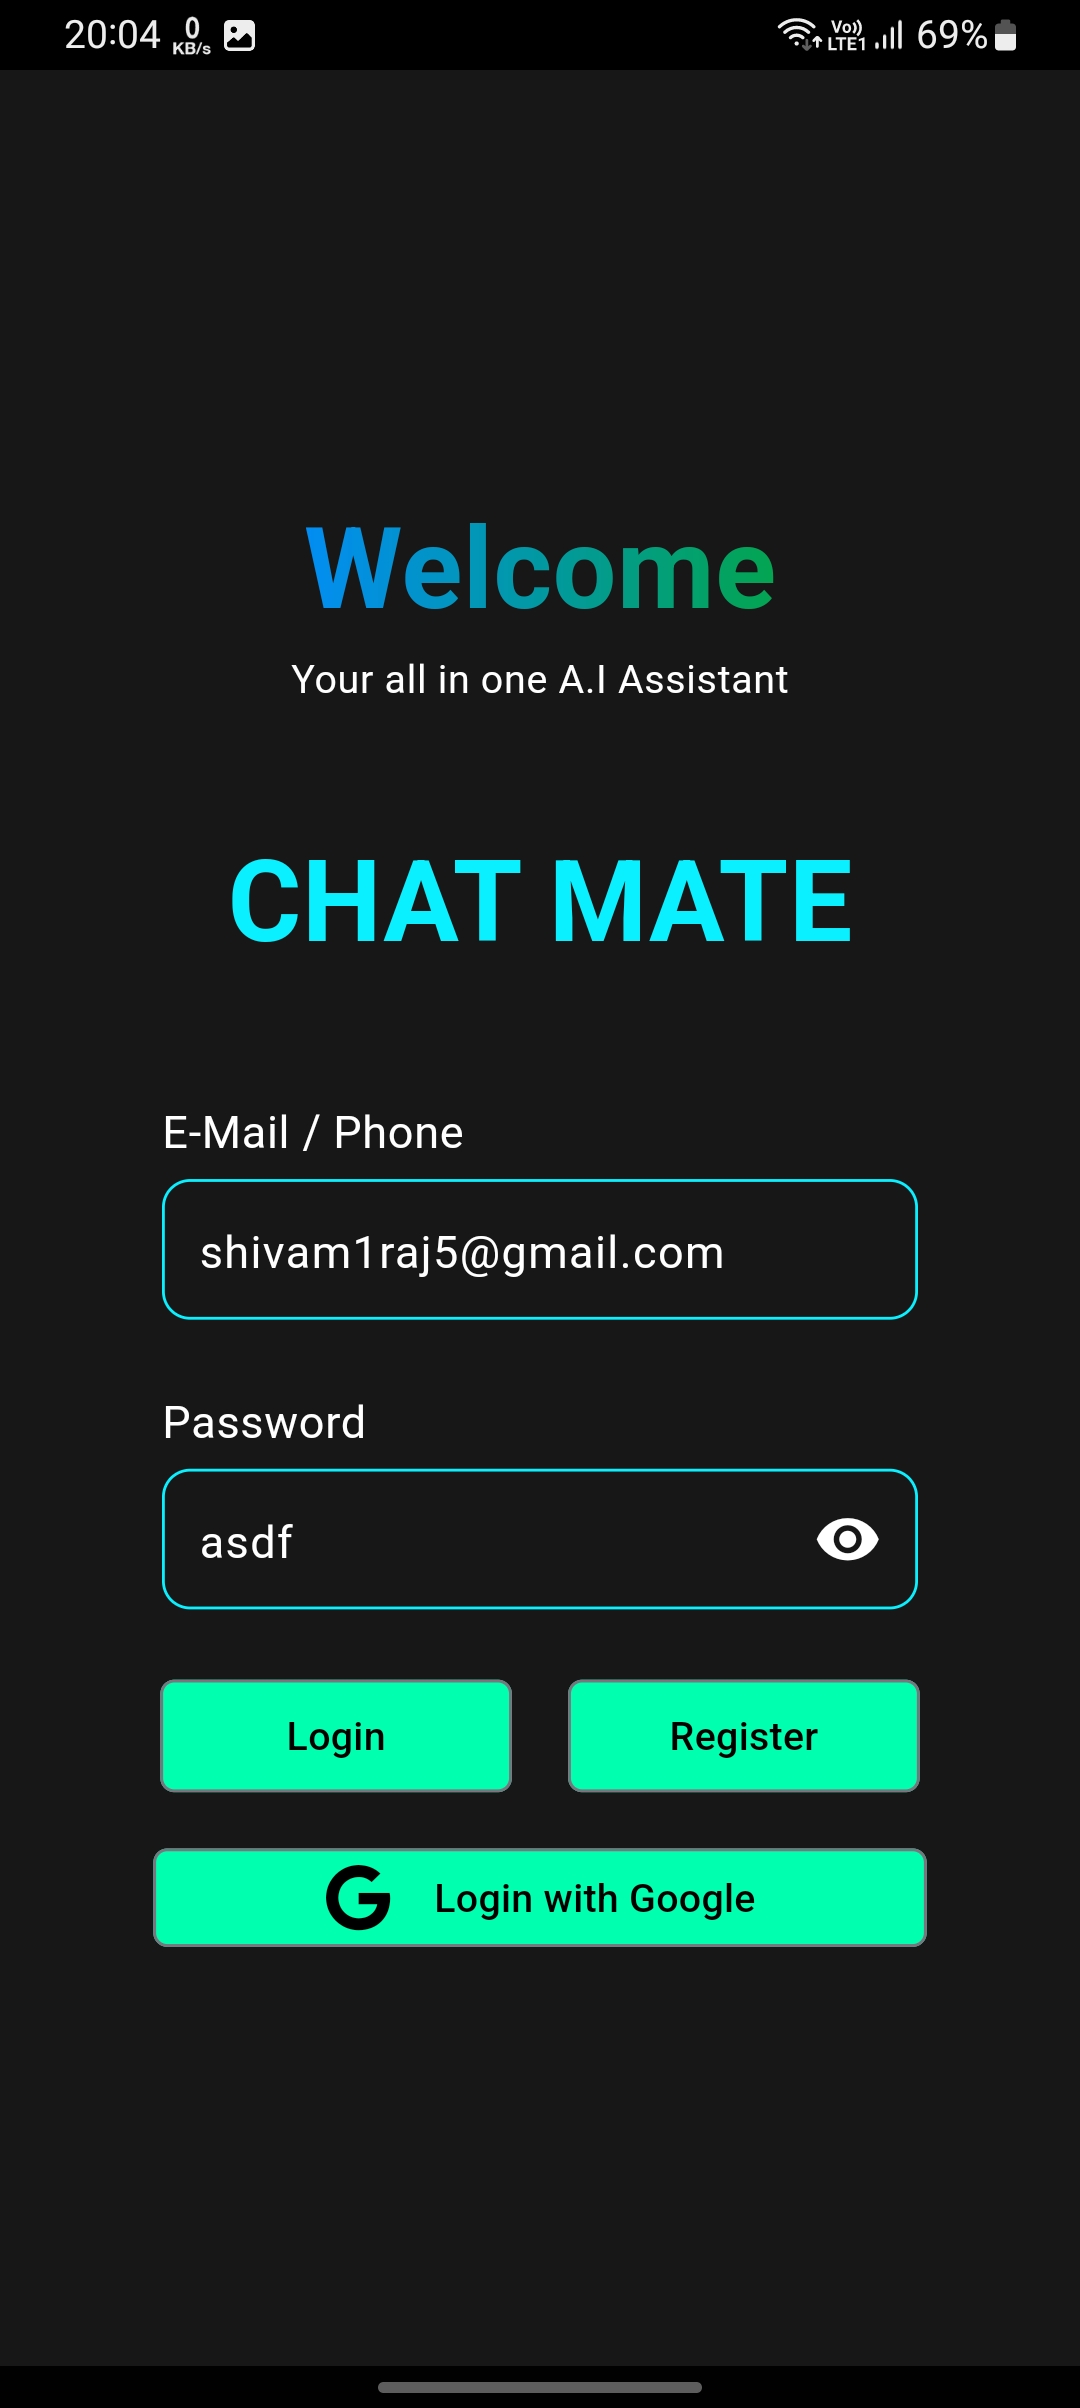 20:04 0 KB/s Vo)) LTE1 69%
Welcome
Your all in one A.I Assistant
CHAT MATE
E-Mail / Phone
shivam1raj5@gmail.com
Password
asdf
Login Register
G Login with Google